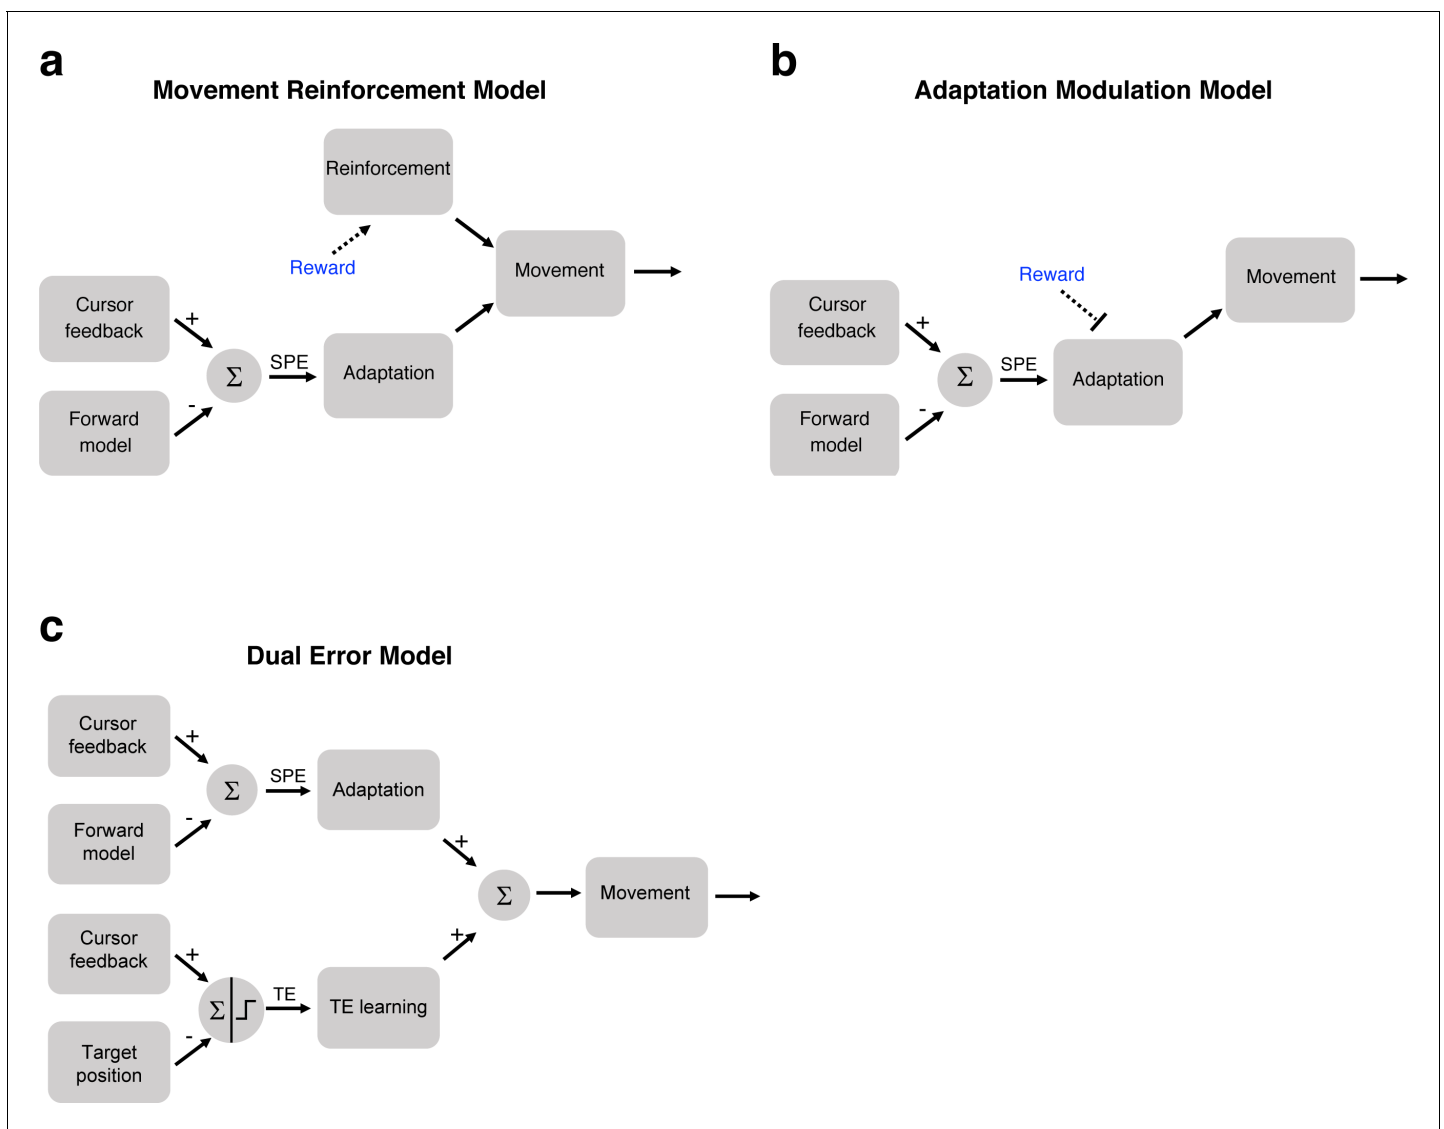 a
Movement Reinforcement Model
Reinforcement
Reward
Movement
Cursor
feedback
+
Σ
SPE
Adaptation
-
Forward
model
b
Adaptation Modulation Model
Reward
Movement
Cursor
feedback
+
Σ
SPE
Adaptation
-
Forward
model
c
Dual Error Model
Cursor
feedback
+
Σ
SPE
Adaptation
-
Forward
model
+
Σ
Movement
+
Cursor
feedback
+
Σ
TE
TE learning
-
Target
position